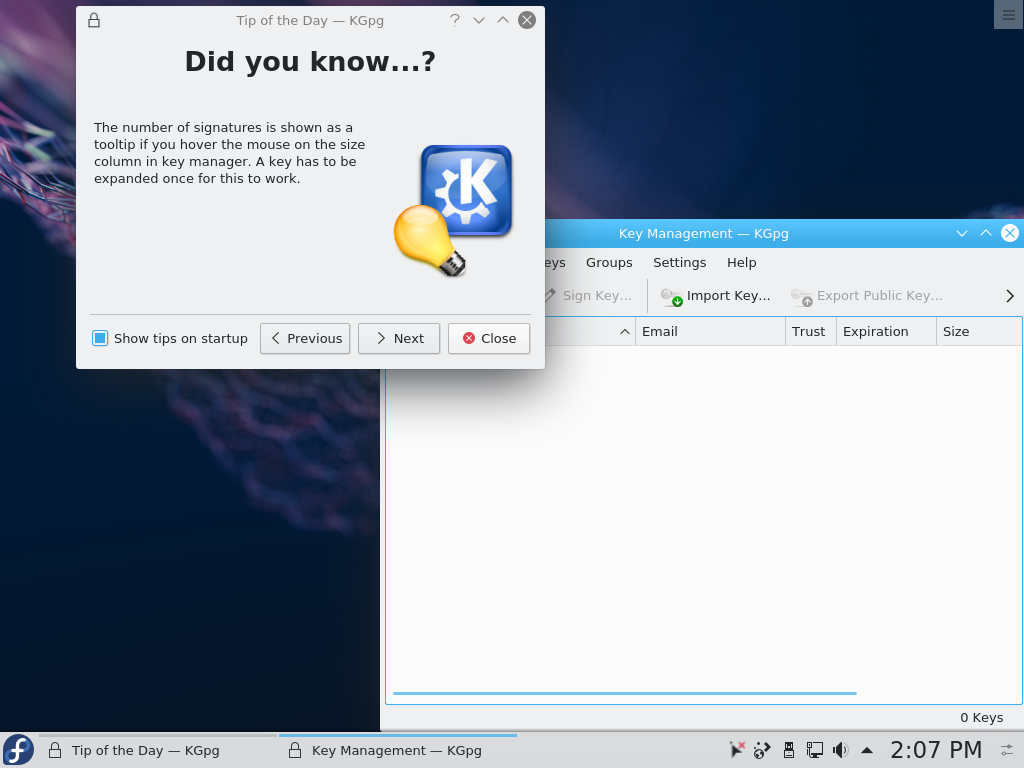 Tip of the Day — KGpg
Did you know...?
The number of signatures is shown as a
tooltip if you hover the mouse on the size
column in key manager. A key has to be
expanded once for this to work.
Show tips on startup
Previous
Next
Close
Key Management — KGpg
eys Groups Settings Help
Sign Key... Import Key... Export Public Key...
Email Trust Expiration Size
0 Keys
Tip of the Day — KGpg
Key Management — KGpg
2:07 PM